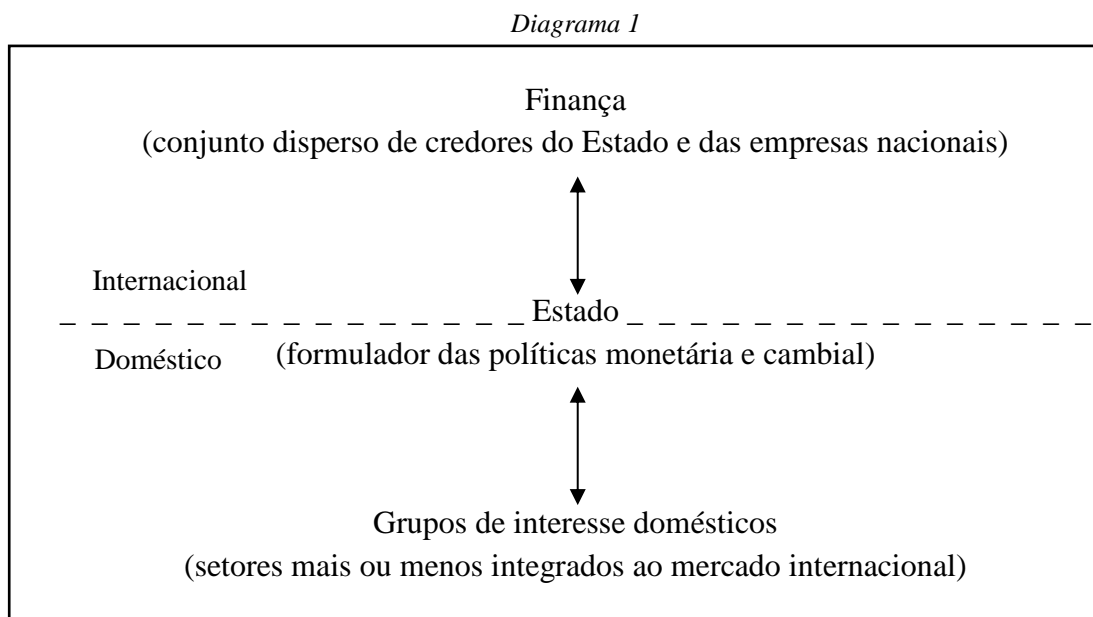 Diagrama 1
Finança
(conjunto disperso de credores do Estado e das empresas nacionais)
Internacional
Estado
Doméstico
(formulador das políticas monetária e cambial)
Grupos de interesse domésticos
(setores mais ou menos integrados ao mercado internacional)